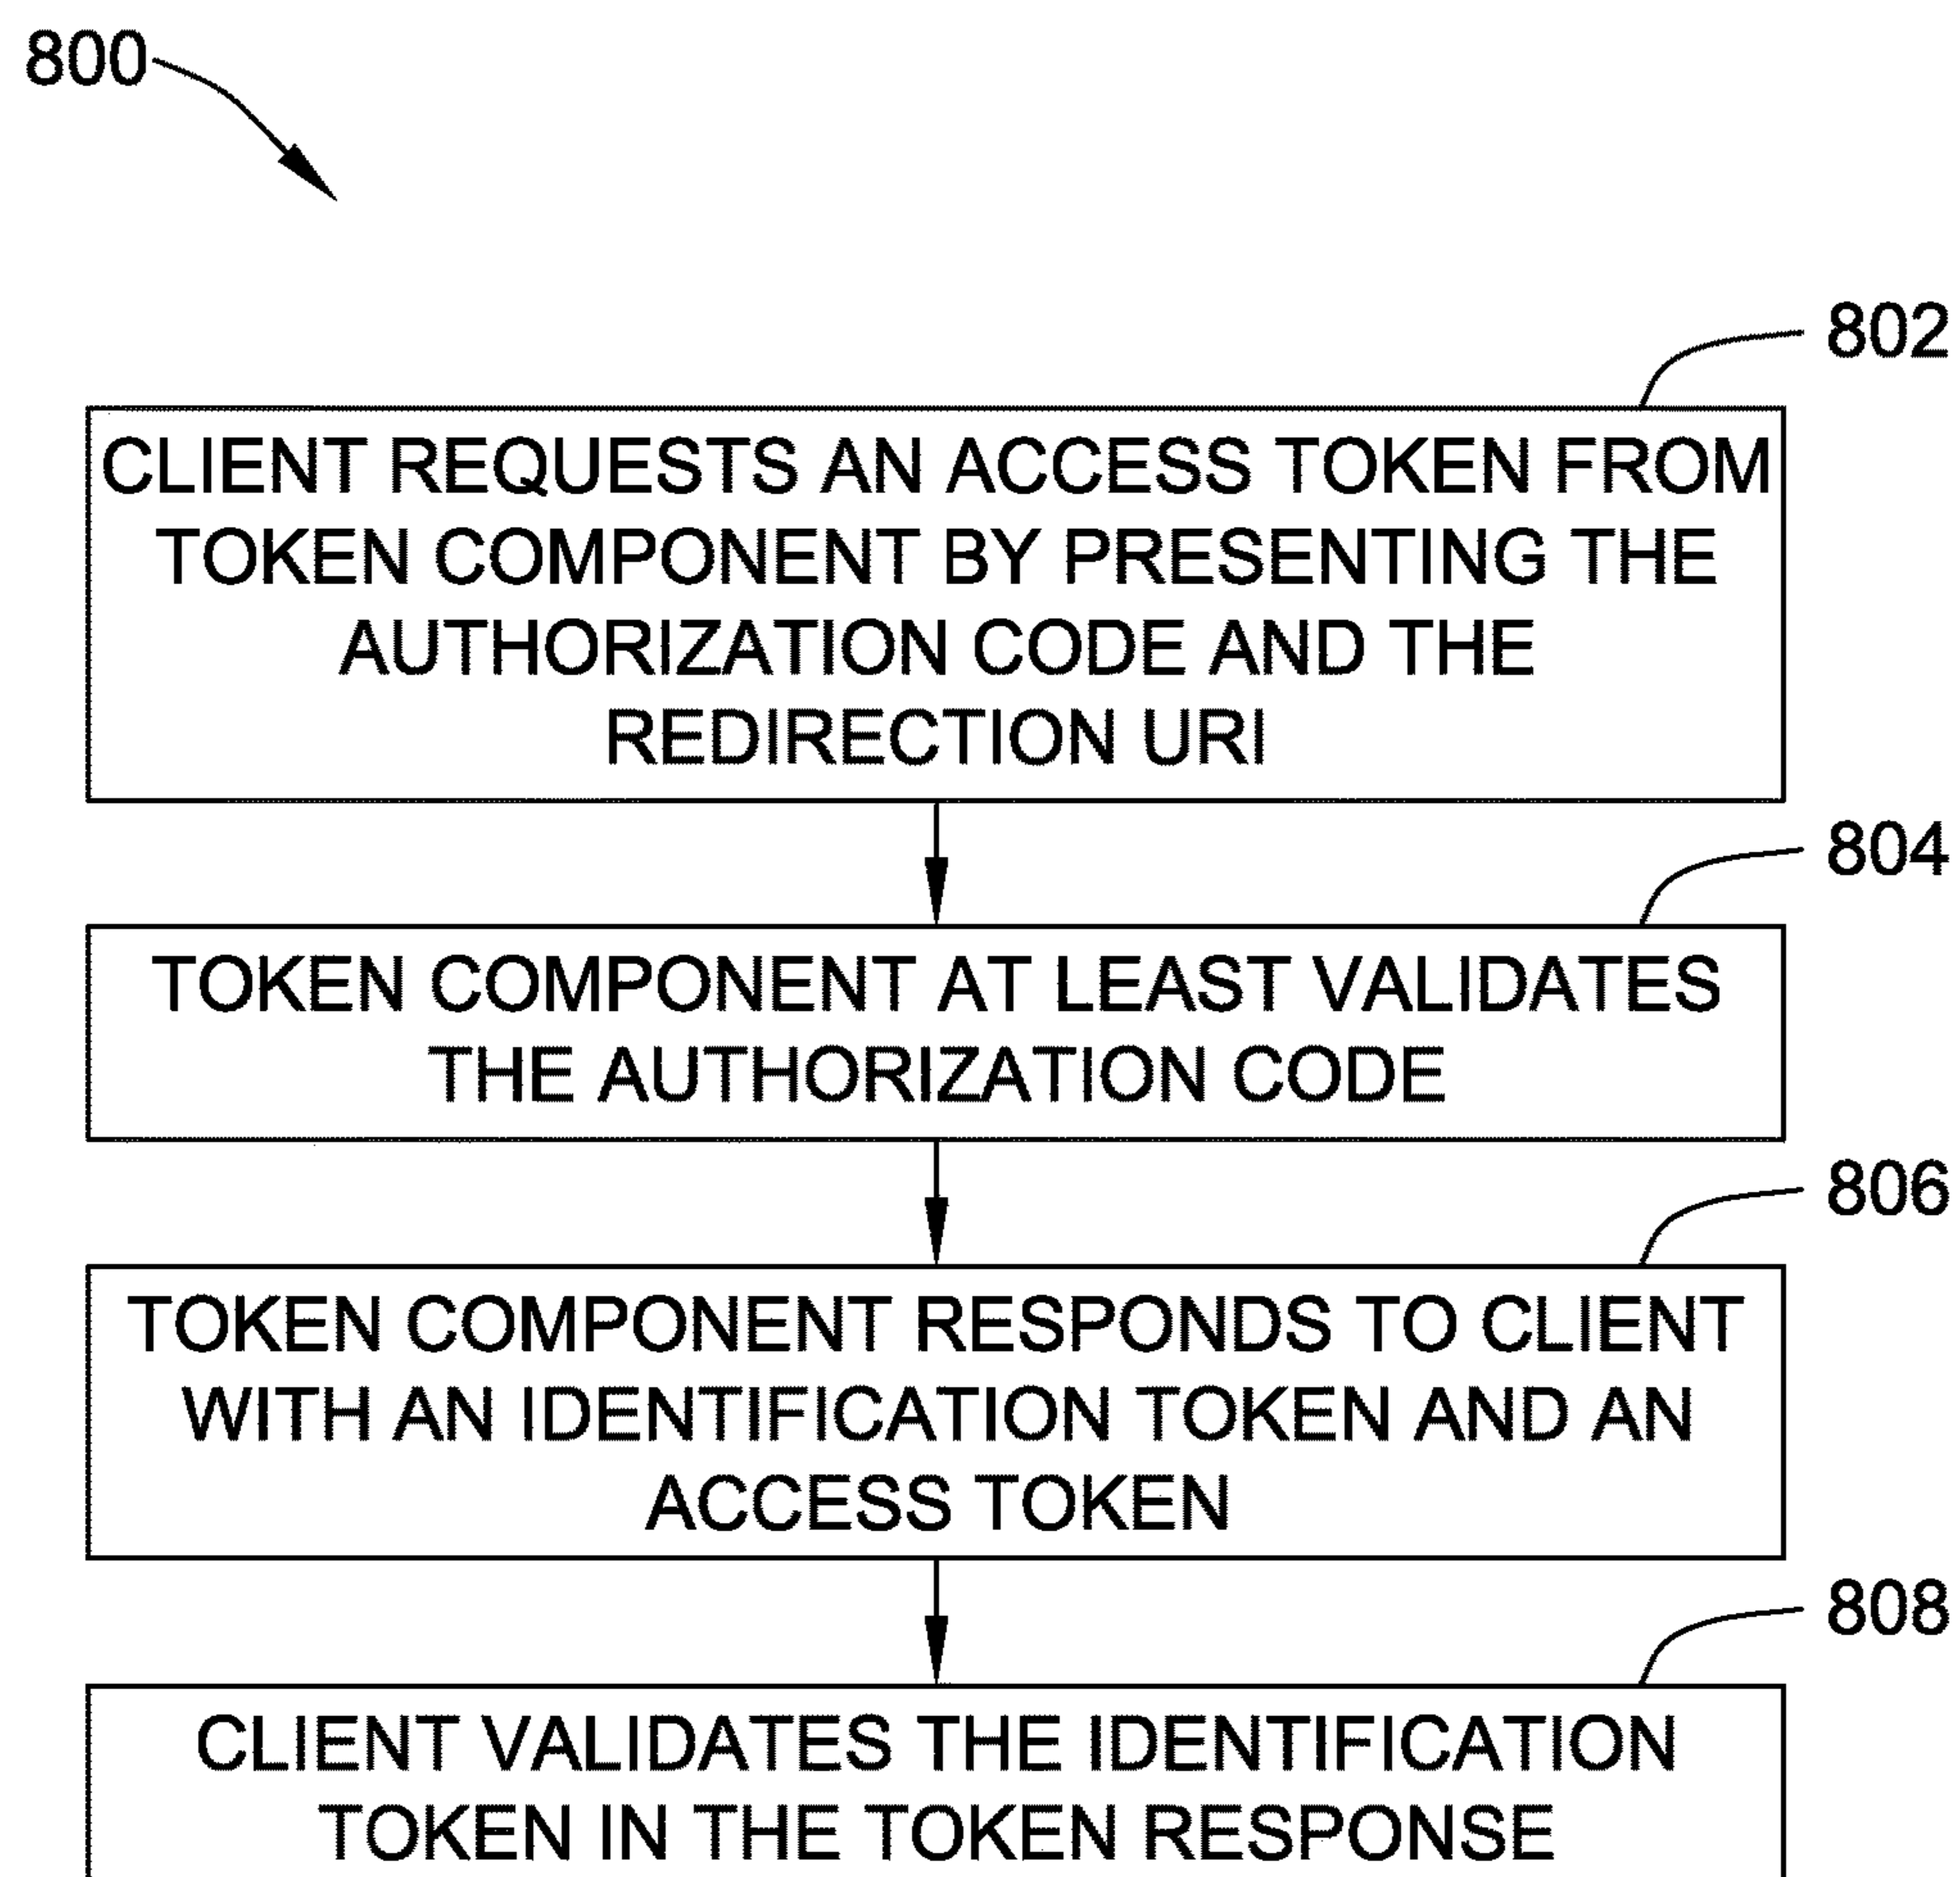 800
802
CLIENT REQUESTS AN ACCESS TOKEN FROM
TOKEN COMPONENT BY PRESENTING THE
AUTHORIZATION CODE AND THE
REDIRECTION URI
804
TOKEN COMPONENT AT LEAST VALIDATES
THE AUTHORIZATION CODE
806
TOKEN COMPONENT RESPONDS TO CLIENT
WITH AN IDENTIFICATION TOKEN AND AN
ACCESS TOKEN
808
CLIENT VALIDATES THE IDENTIFICATION
TOKEN IN THE TOKEN RESPONSE